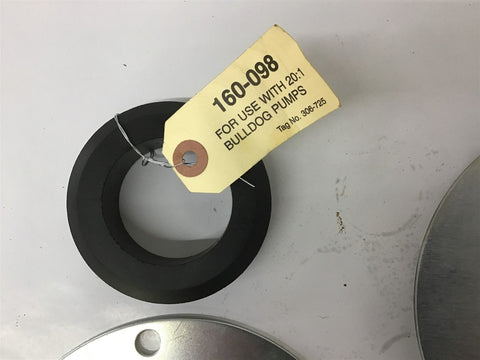 160-098
FOR USE WITH 20:1
BULLDOG PUMPS
Tag No. 306-725